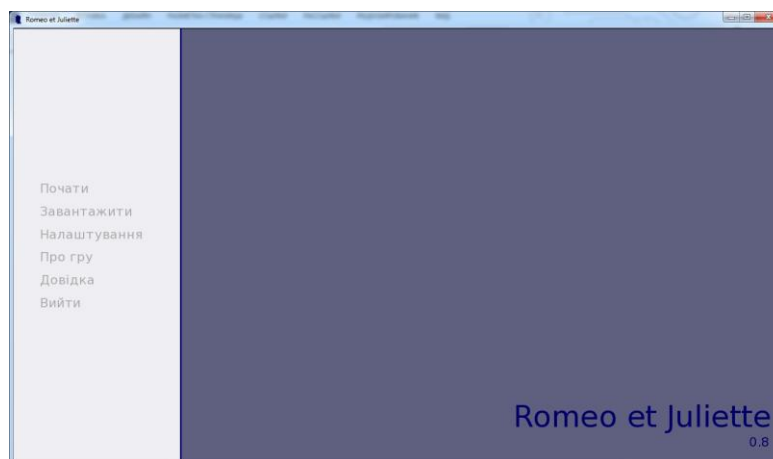 Romeo et Juliette
Почати
Завантажити
Налаштування
Про гру
Довідка
Вийти
Romeo et Juliette
0.8